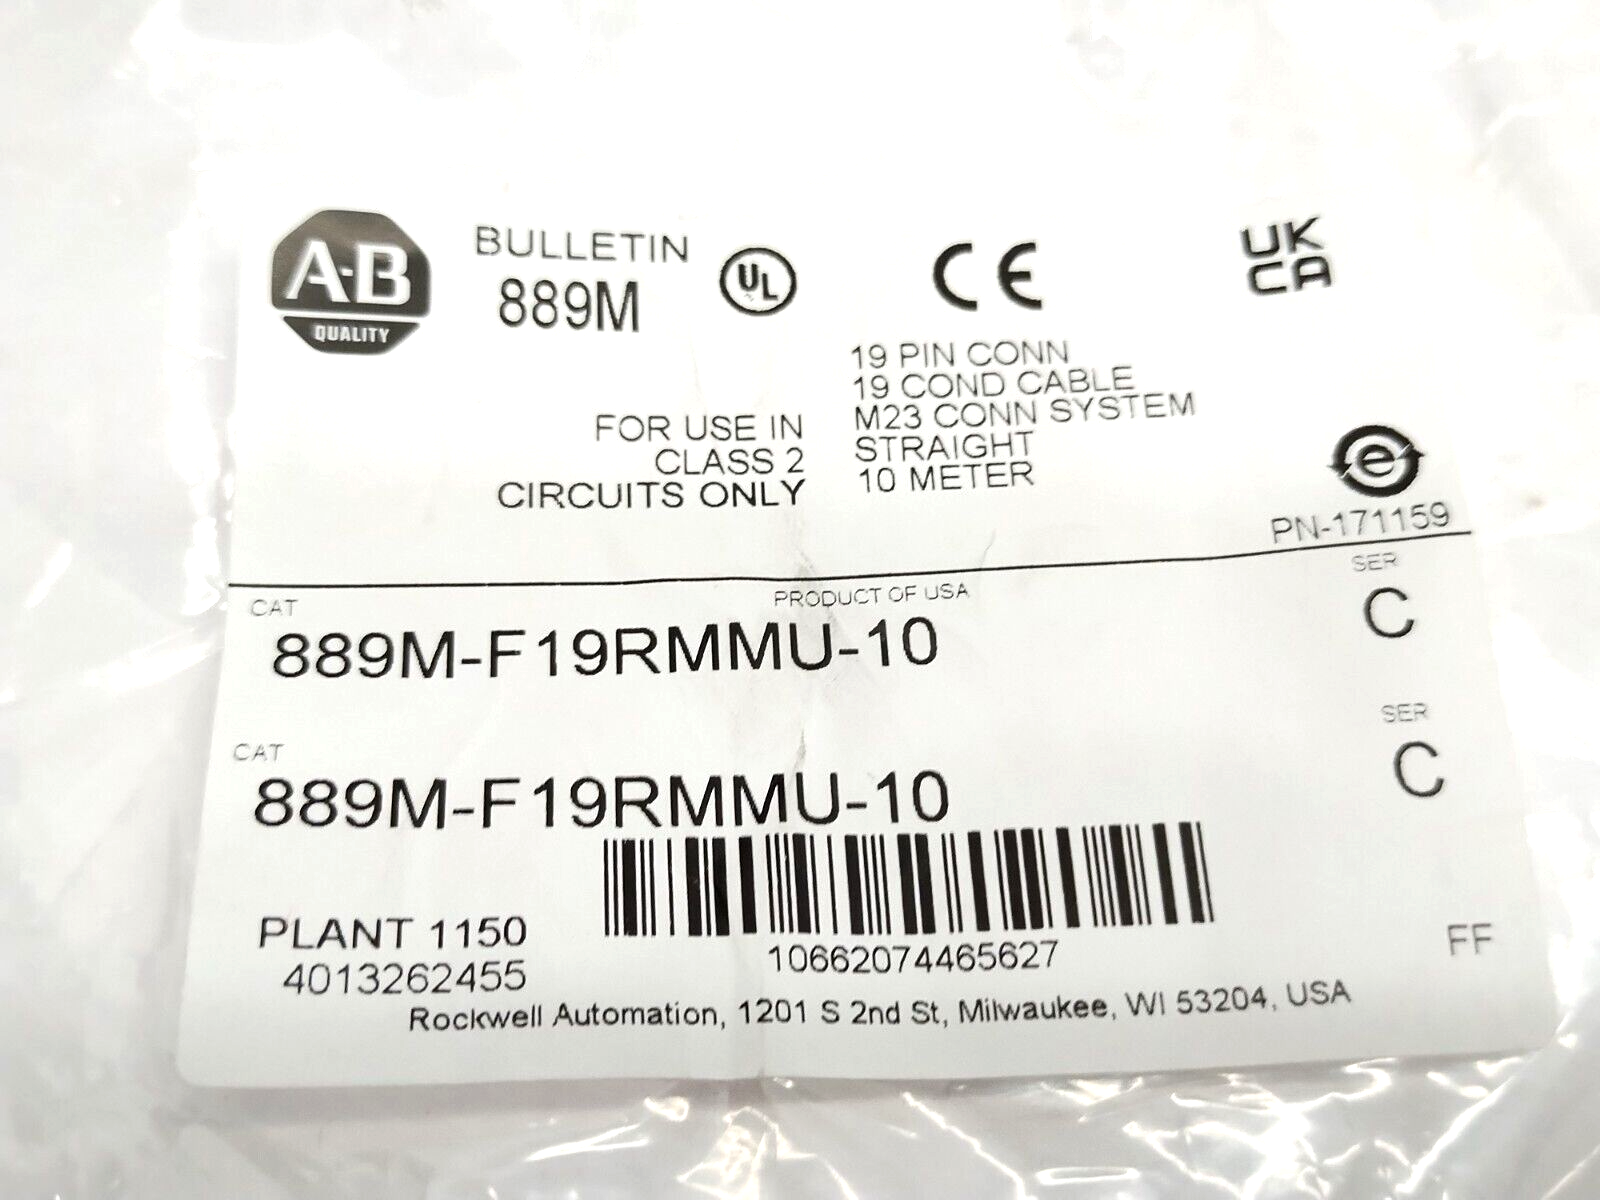 A-B
QUALITY
BULLETIN
889M
UL
CE
UK
CA
19 PIN CONN
19 COND CABLE
M23 CONN SYSTEM
STRAIGHT
10 METER
FOR USE IN
CLASS 2
CIRCUITS ONLY
e
PN-171159
CAT
PRODUCT OF USA
SER
889M-F19RMMU-10
C
CAT
SER
889M-F19RMMU-10
C
PLANT 1150
4013262455
10662074465627
FF
Rockwell Automation, 1201 S 2nd St, Milwaukee, WI 53204, USA